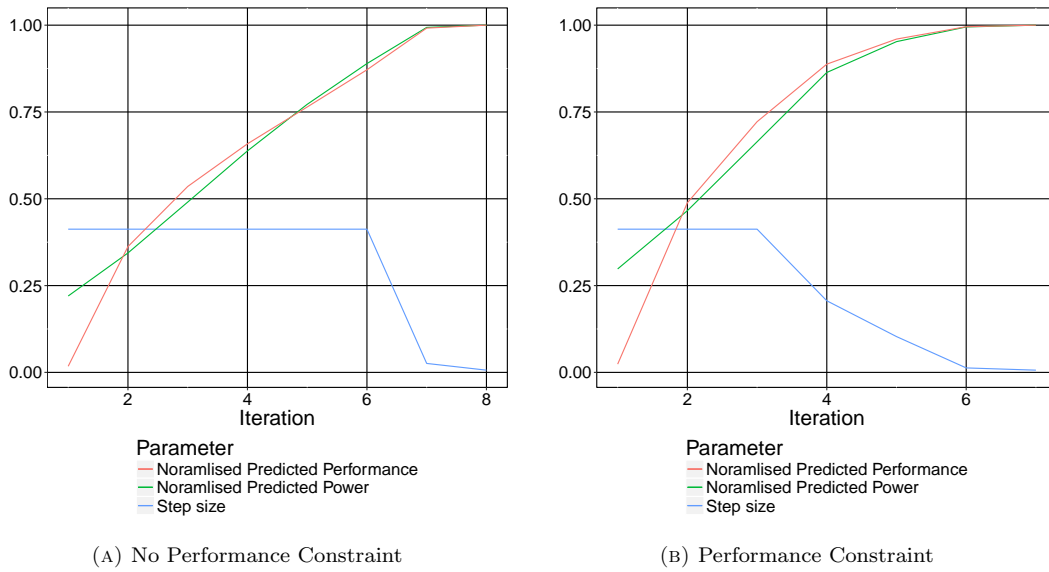 1.00
0.75
0.50
0.25
0.00
2 4 6 8
Iteration
Parameter
Noramlised Predicted Performance
Noramlised Predicted Power
Step size
(A) No Performance Constraint
1.00
0.75
0.50
0.25
0.00
2 4 6
Iteration
Parameter
Noramlised Predicted Performance
Noramlised Predicted Power
Step size
(B) Performance Constraint